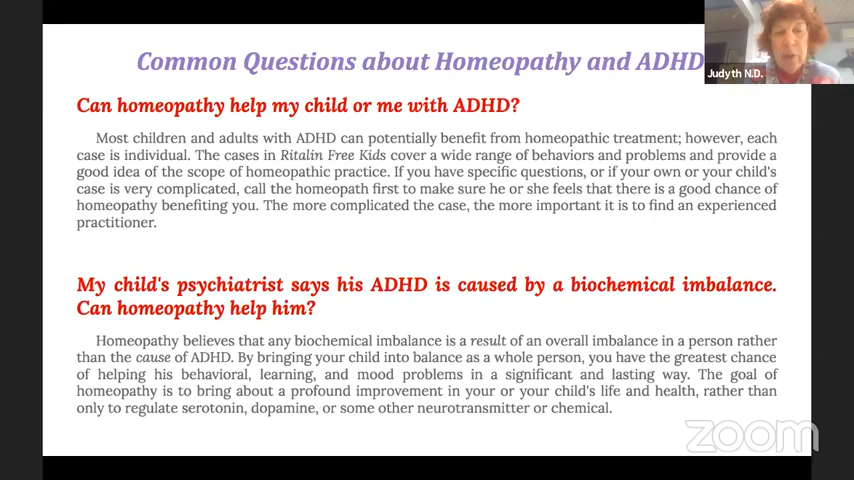 Common Questions about Homeopathy and ADHD
Judyth N.D.
Can homeopathy help my child or me with ADHD?
Most children and adults with ADHD can potentially benefit from homeopathic treatment; however, each
case is individual. The cases in Ritalin Free Kids cover a wide range of behaviors and problems and provide a
good idea of the scope of homeopathic practice. If you have specific questions, or if your own or your child's
case is very complicated, call the homeopath first to make sure he or she feels that there is a good chance of
homeopathy benefiting you. The more complicated the case, the more important it is to find an experienced
practitioner.
My child's psychiatrist says his ADHD is caused by a biochemical imbalance.
Can homeopathy help him?
Homeopathy believes that any biochemical imbalance is a result of an overall imbalance in a person rather
than the cause of ADHD. By bringing your child into balance as a whole person, you have the greatest chance
of helping his behavioral, learning, and mood problems in a significant and lasting way. The goal of
homeopathy is to bring about a profound improvement in your or your child's life and health, rather than
only to regulate serotonin, dopamine, or some other neurotransmitter or chemical.
zoom